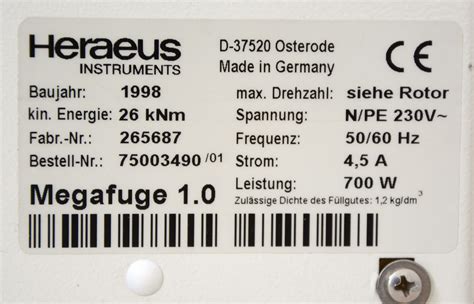 Heraeus
INSTRUMENTS
D-37520 Osterode
Made in Germany
CE
Baujahr: 1998
max. Drehzahl: siehe Rotor
kin. Energie: 26 kNm
Spannung: N/PE 230V~
Fabr.-Nr.: 265687
Frequenz: 50/60 Hz
Bestell-Nr.: 75003490/01
Strom: 4,5 A
Megafuge 1.0
Leistung: 700 W
Zulässige Dichte des Füllgutes: 1,2 kg/dm³